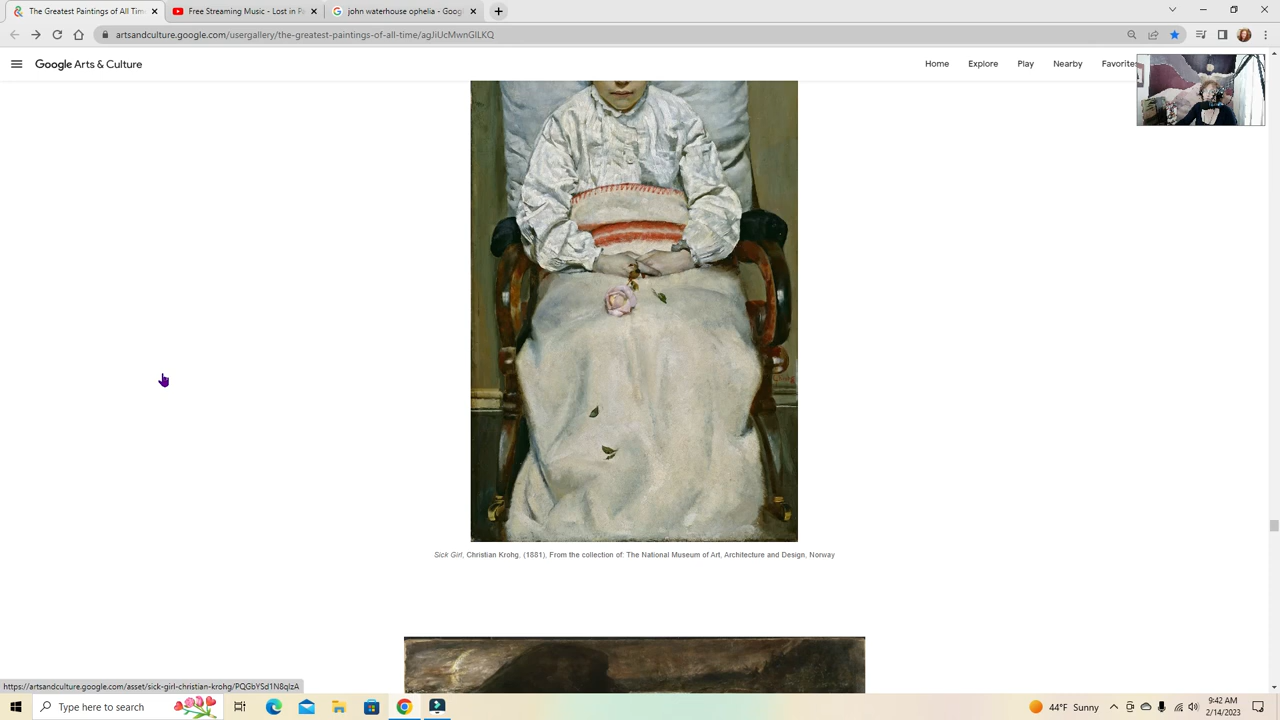 The Greatest Paintings of All Tim
Free Streaming Music - Lost in F
john waterhouse oils - Goog
artsandculture.google.com/usergallery/the-greatest-paintings-of-all-time/agJiUcMwnGILKQ
Google Arts & Culture
Home Explore Play Nearby Favorites
Sick Girl, Christian Krohg, (1881), From the collection of: The National Museum of Art, Architecture and Design, Norway
https://artsandculture.google.com/asset/sick-girl-christian-krohg/PQGbYSd1N8qIzA
Type here to search
44°F Sunny
9:42 AM
2/14/2023